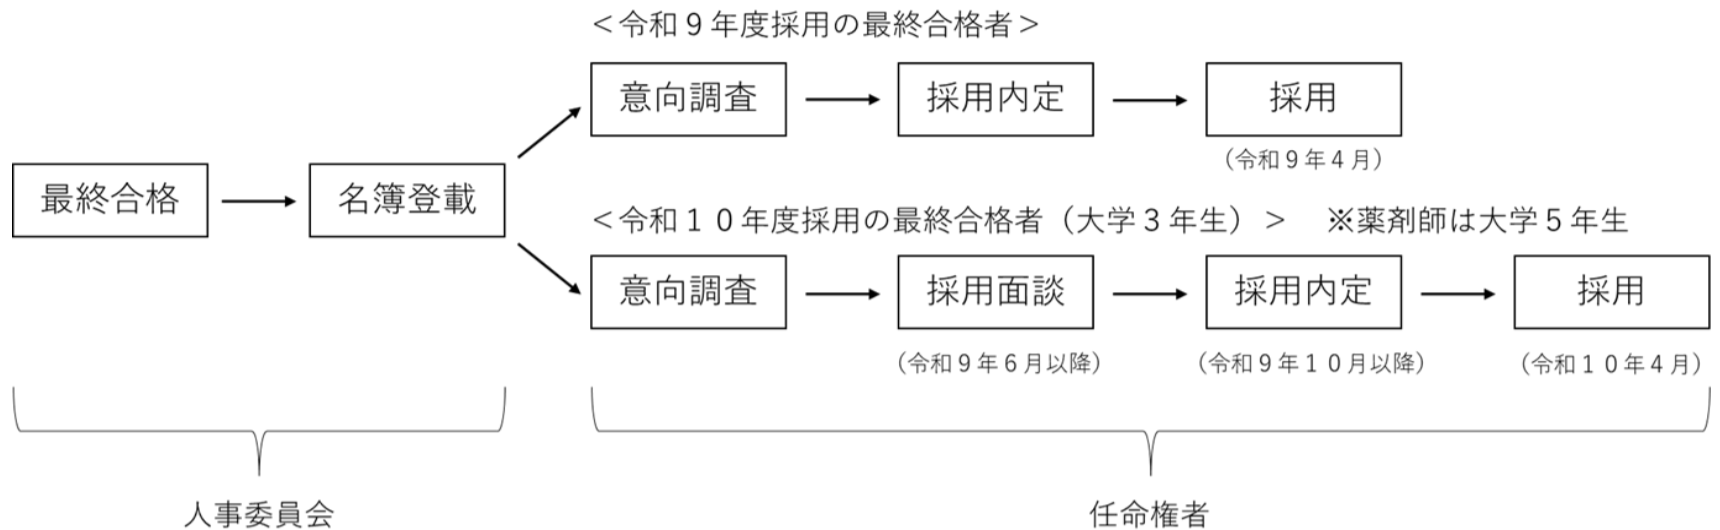 ＜令和９年度採用の最終合格者＞
意向調査
採用内定
採用
（令和９年４月）
最終合格
名簿登載
＜令和１０年度採用の最終合格者（大学３年生）＞　※薬剤師は大学５年生
意向調査
採用面談
採用内定
採用
（令和９年６月以降）
（令和９年１０月以降）
（令和１０年４月）
人事委員会
任命権者